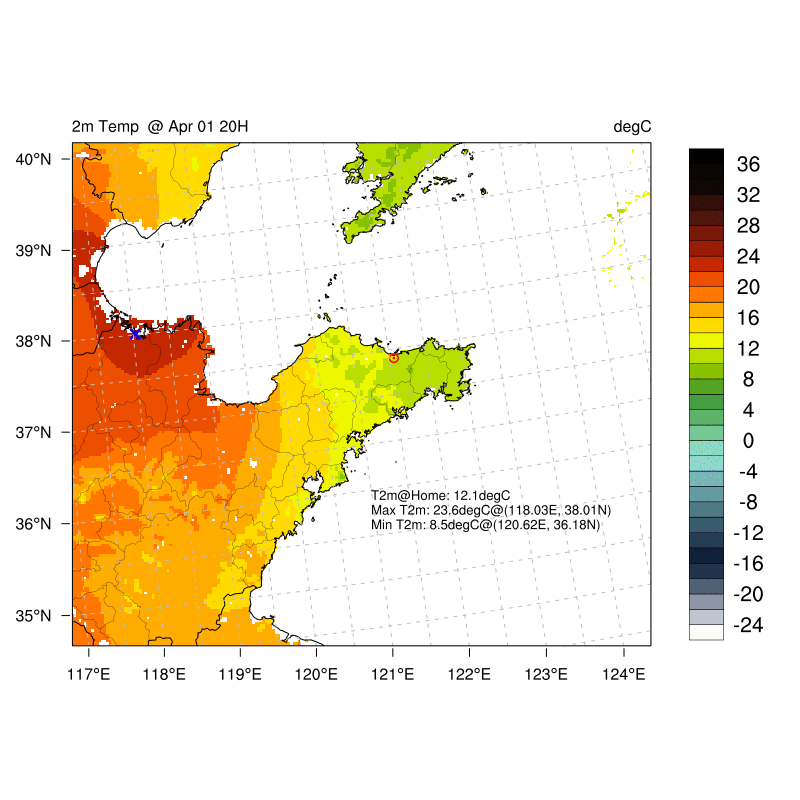 2m Temp @ Apr 01 20H degC
40°N
39°N
38°N
37°N
36°N
35°N
117°E 118°E 119°E 120°E 121°E 122°E 123°E 124°E
T2m@Home: 12.1degC
Max T2m: 23.6degC@(118.03E, 38.01N)
Min T2m: 8.5degC@(120.62E, 36.18N)
36
32
28
24
20
16
12
8
4
0
-4
-8
-12
-16
-20
-24